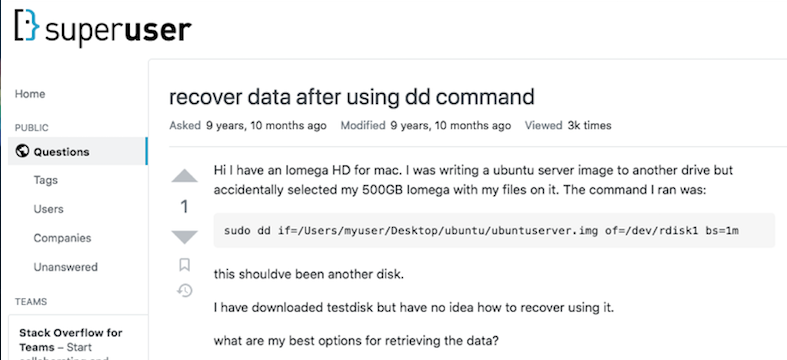 superuser
Home
PUBLIC
Questions
Tags
Users
Companies
Unanswered
TEAMS
Stack Overflow for
Teams – Start
collaborating and
recover data after using dd command
Asked 9 years, 10 months ago Modified 9 years, 10 months ago Viewed 3k times
1
Hi I have an Iomega HD for mac. I was writing a ubuntu server image to another drive but
accidentally selected my 500GB Iomega with my files on it. The command I ran was:
sudo dd if=/Users/myuser/Desktop/ubuntu/ubuntuserver.img of=/dev/rdisk1 bs=1m
this shouldve been another disk.
I have downloaded testdisk but have no idea how to recover using it.
what are my best options for retrieving the data?